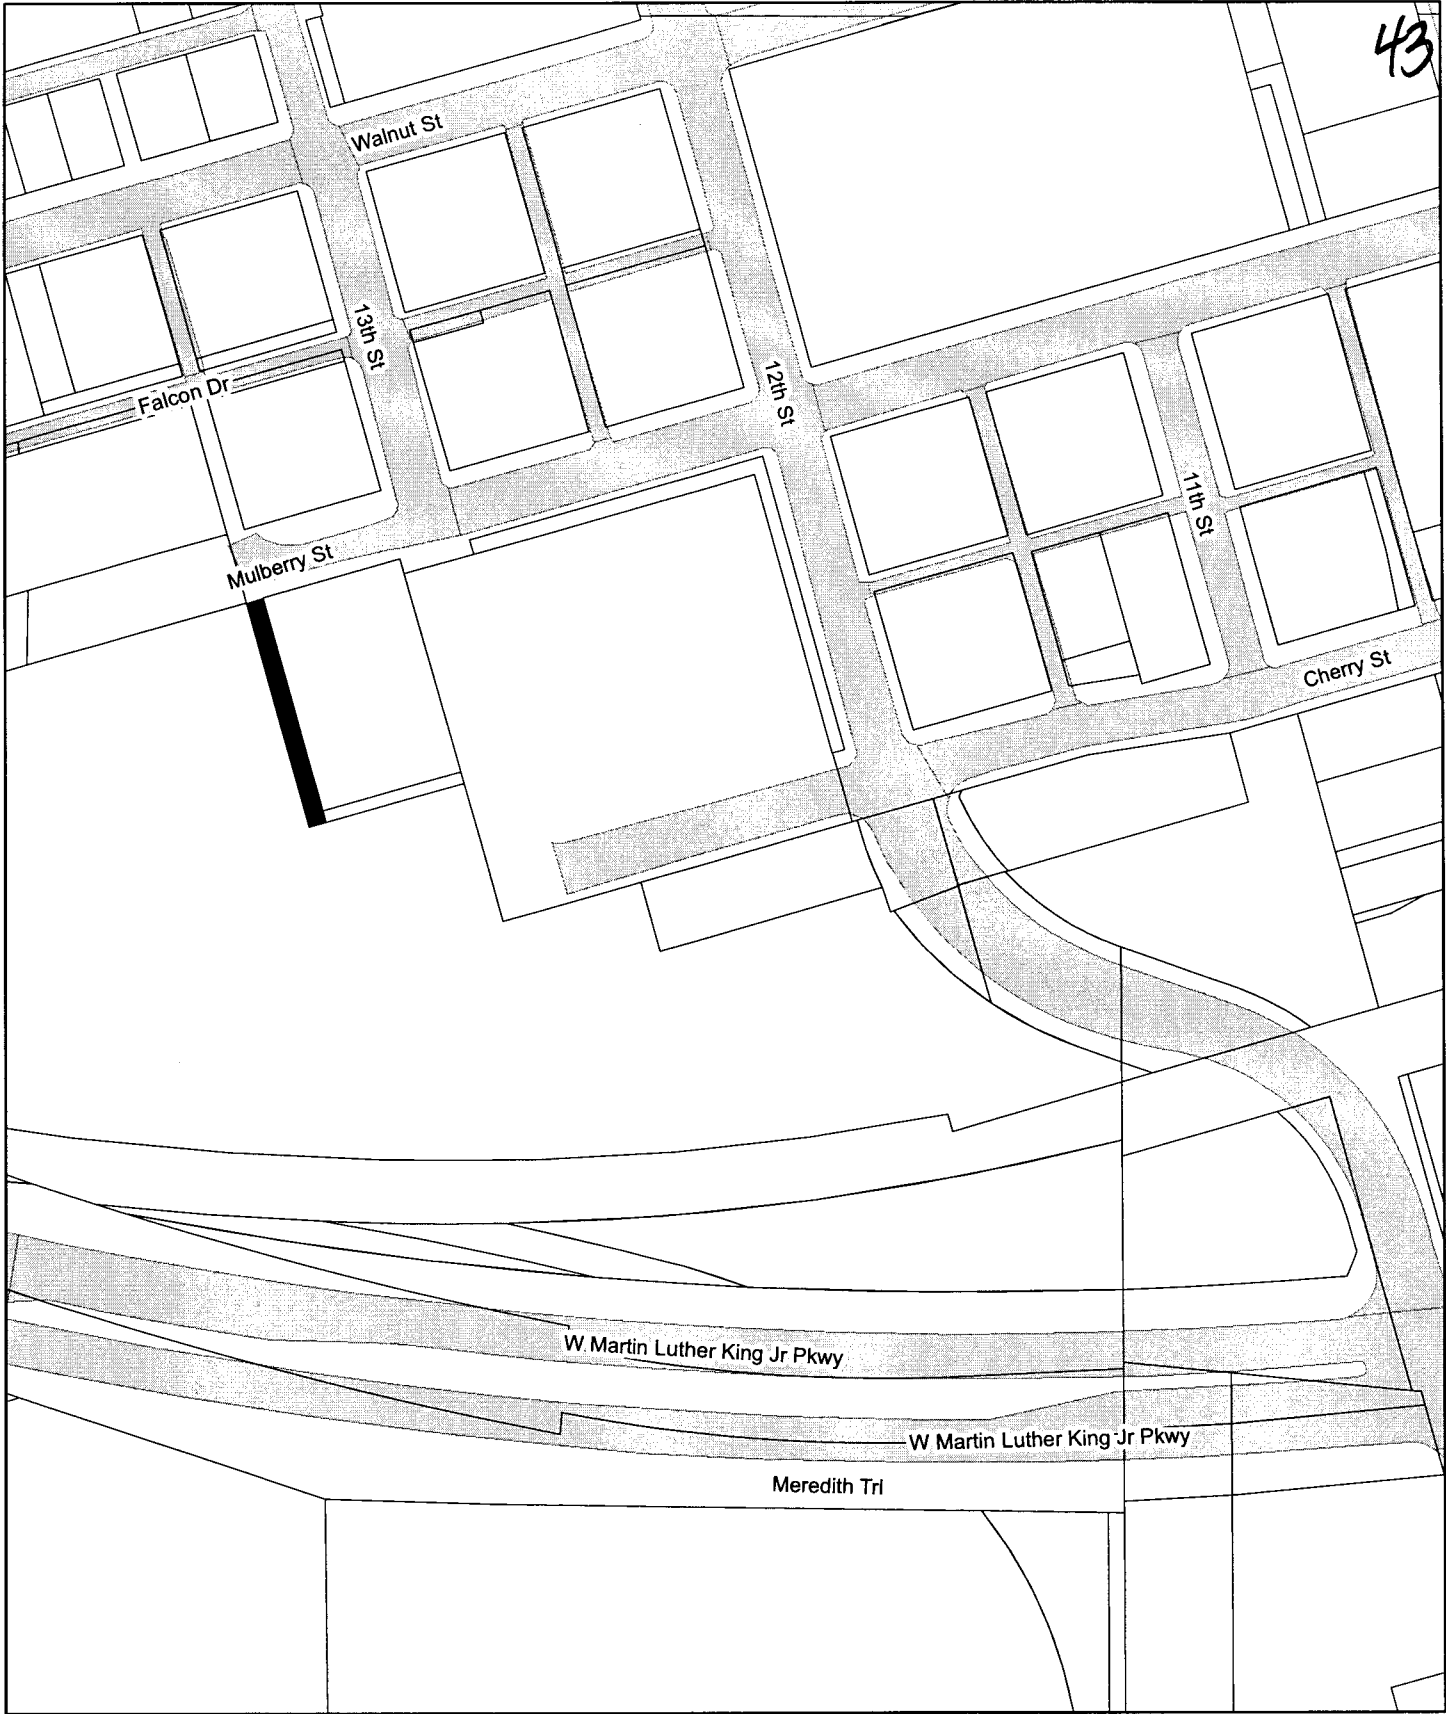 43
Walnut St
13th St
Falcon Dr
12th St
11th St
Mulberry St
Cherry St
W Martin Luther King Jr Pkwy
W Martin Luther King Jr Pkwy
Meredith Trl